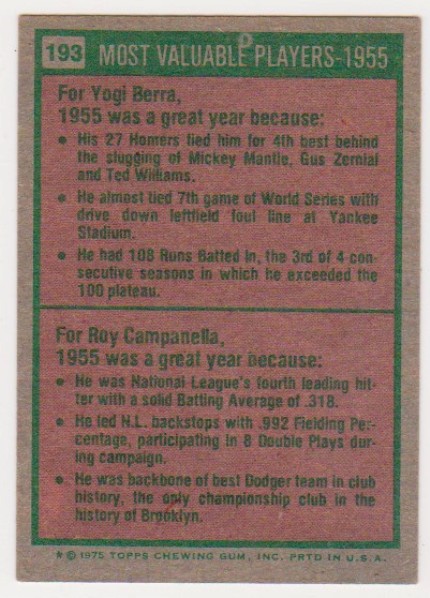 193 MOST VALUABLE PLAYERS-1955
For Yogi Berra,
1955 was a great year because:
• His 27 Homers tied him for 4th best behind
the slugging of Mickey Mantle, Gus Zernial
and Ted Williams.
• He almost tied 7th game of World Series with
drive down leftfield foul line at Yankee
Stadium.
• He had 108 Runs Batted In, the 3rd of 4 con-
secutive seasons in which he exceeded the
100 plateau.
For Roy Campanella,
1955 was a great year because:
• He was National League's fourth leading hit-
ter with a solid Batting Average of .318.
• He led N.L. backstops with .992 Fielding Per-
centage, participating in 8 Double Plays dur-
ing campaign.
• He was backbone of best Dodger team in club
history, the only championship club in the
history of Brooklyn.
* © 1975 TOPPS CHEWING GUM, INC. PRTD IN U.S.A.